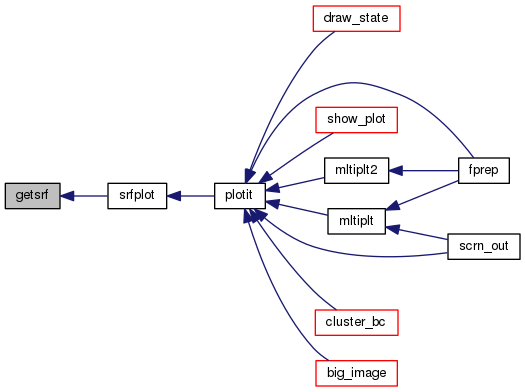 draw_state
show_plot
mltiplt2
fprep
getsrf
srfplot
plotit
mltiplt
scrn_out
cluster_bc
big_image